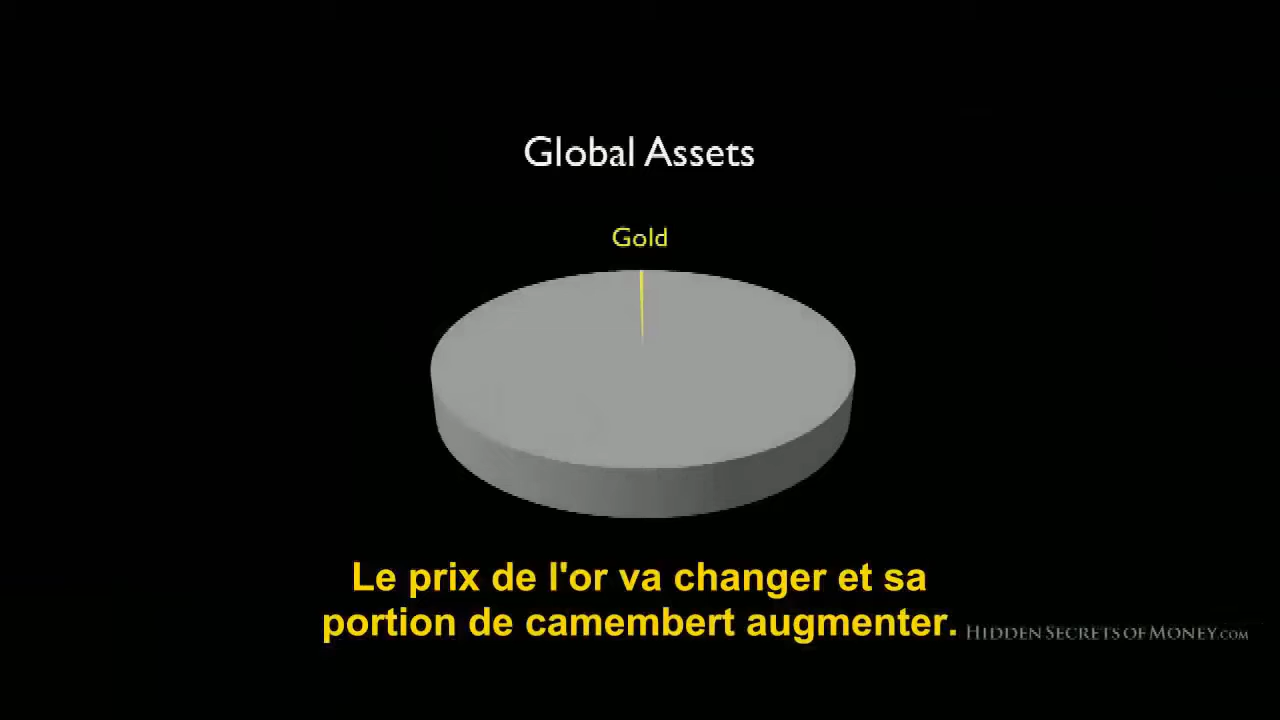 Global Assets
Gold
Le prix de l'or va changer et sa
portion de camembert augmenter.
HIDDEN SECRETS OF MONEY.COM